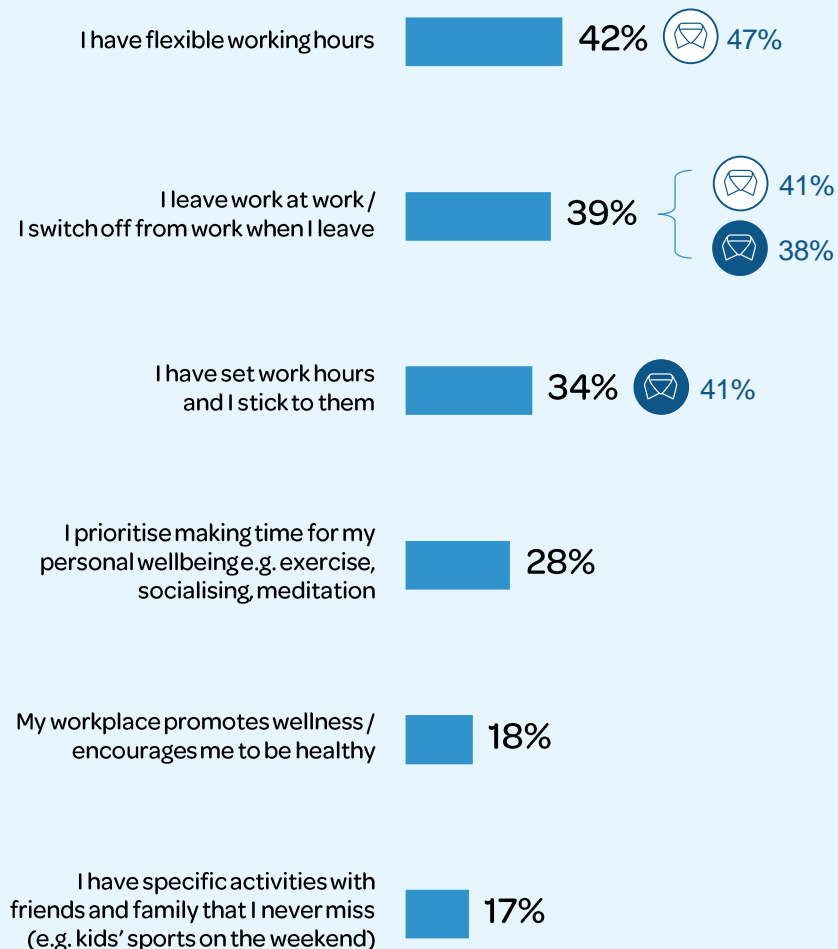 I have flexible working hours
42%
47%
I leave work at work /
I switch off from work when I leave
39%
41%
38%
I have set work hours
and I stick to them
34%
41%
I prioritise making time for my
personal wellbeing e.g. exercise,
socialising, meditation
28%
My workplace promotes wellness /
encourages me to be healthy
18%
I have specific activities with
friends and family that I never miss
(e.g. kids’ sports on the weekend)
17%